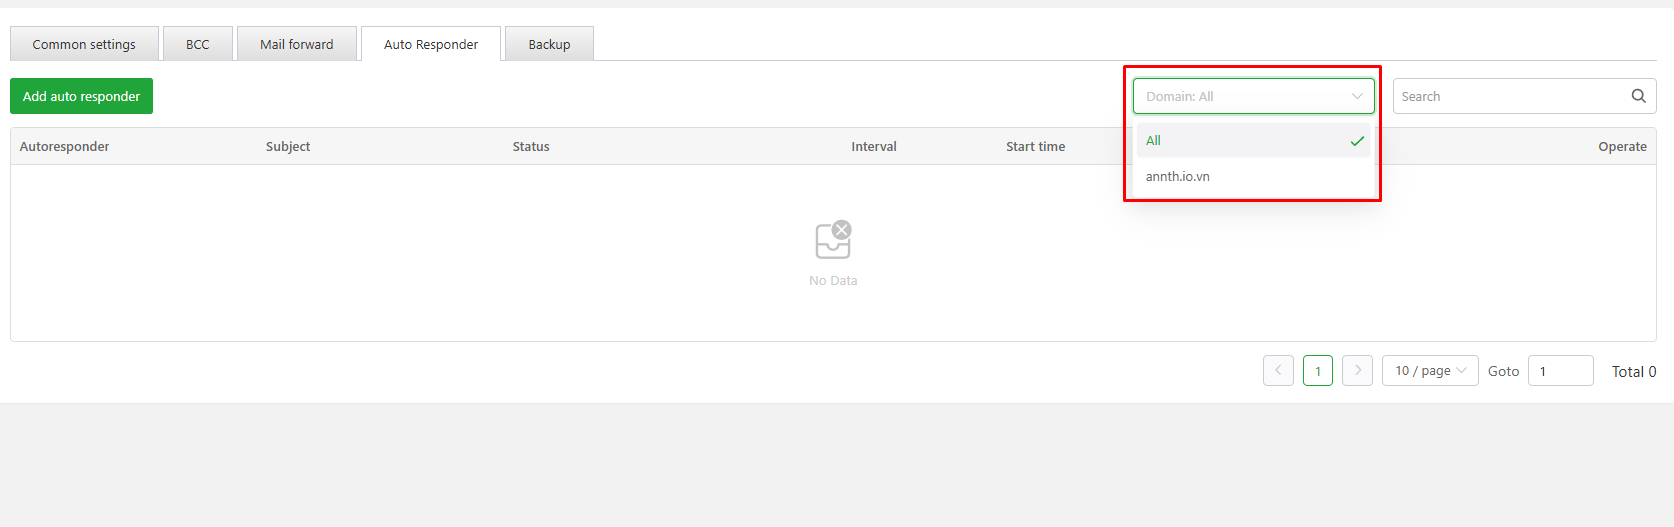 Common settings BCC Mail forward Auto Responder Backup
Add auto responder Domain: All Search
Autoresponder Subject Status Interval Start time Operate
All
annth.io.vn
No Data
1 10 / page Goto 1 Total 0